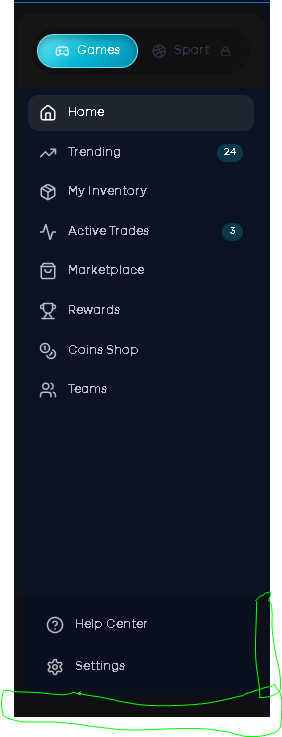 Games Sport
Home
Trending 24
My Inventory
Active Trades 3
Marketplace
Rewards
Coins Shop
Teams
Help Center
Settings